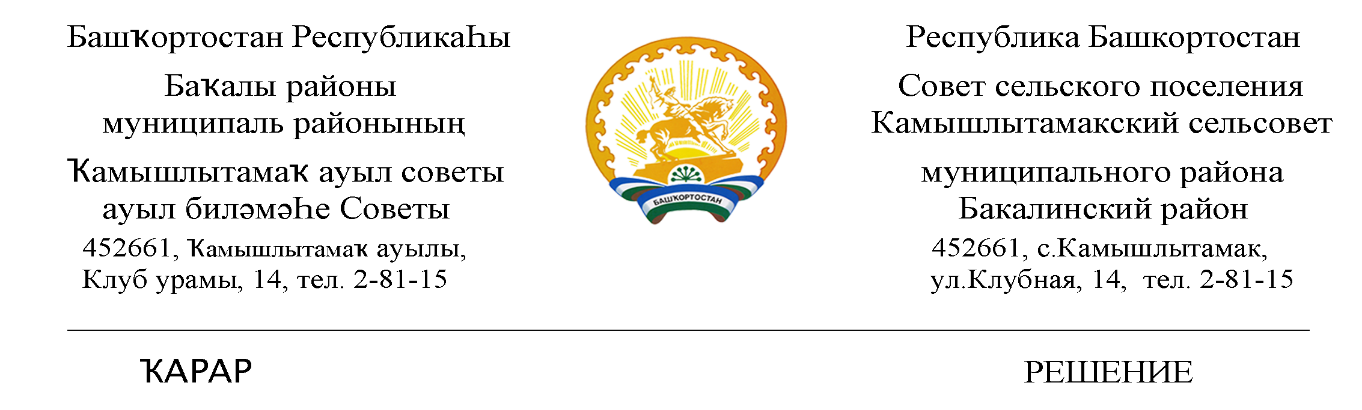 Башҡортостан Республикаһы
Баҡалы районы
муниципаль районының
Ҡамышлытамаҡ ауыл советы
ауыл биләмәһе Советы
452661, Ҡамышлытамаҡ ауылы,
Клуб урамы, 14, тел. 2-81-15
ҠАРАР
БАШҠОРТОСТАН
Республика Башкортостан
Совет сельского поселения
Камышлытамакский сельсовет
муниципального района
Бакалинский район
452661, с.Камышлытамак,
ул.Клубная, 14, тел. 2-81-15
РЕШЕНИЕ